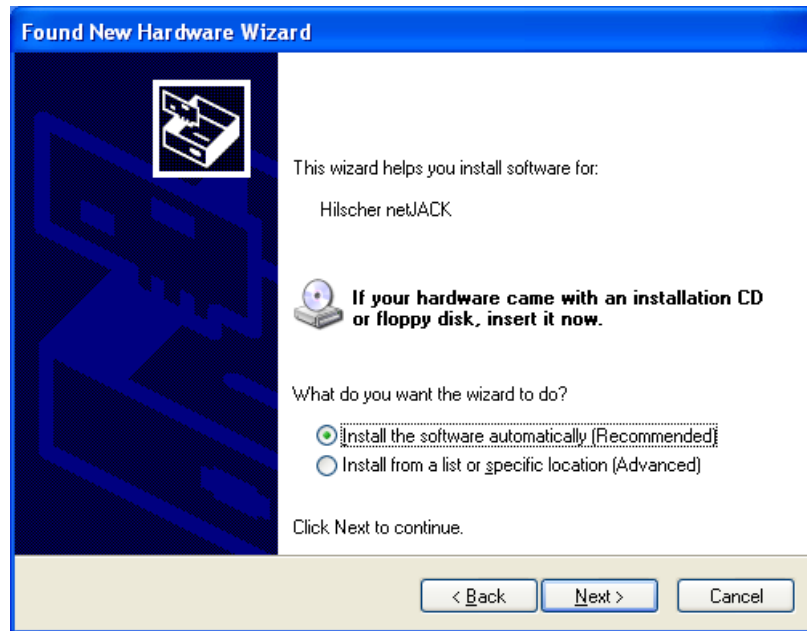 Found New Hardware Wizard
This wizard helps you install software for:
Hilscher netJACK
If your hardware came with an installation CD
or floppy disk, insert it now.
What do you want the wizard to do?
Install the software automatically (Recommended)
Install from a list or specific location (Advanced)
Click Next to continue.
< Back
Next >
Cancel